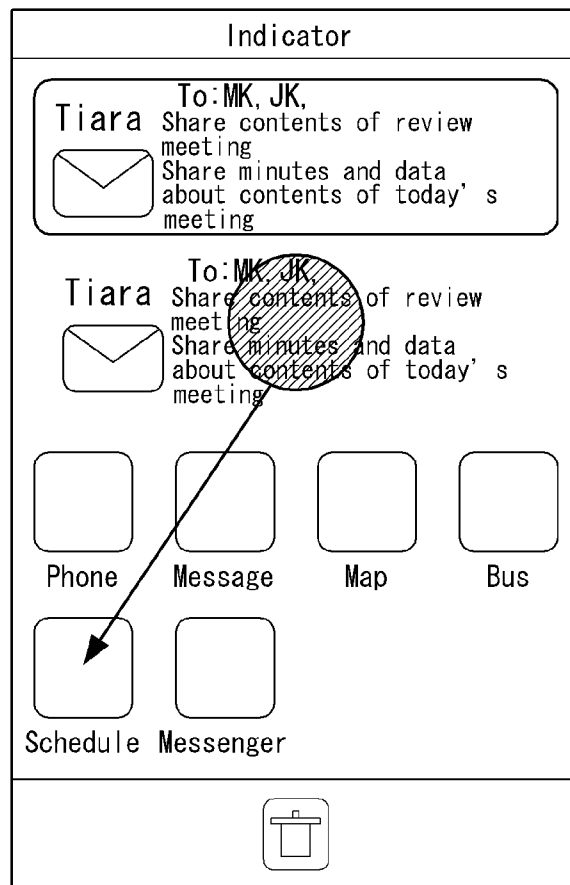 Indicator
To:MK, JK,
Tiara
Share contents of review
meeting
Share minutes and data
about contents of today's
meeting
To:MK, JK,
Tiara
Share contents of review
meeting
Share minutes and data
about contents of today's
meeting
Phone Message Map Bus
Schedule Messenger